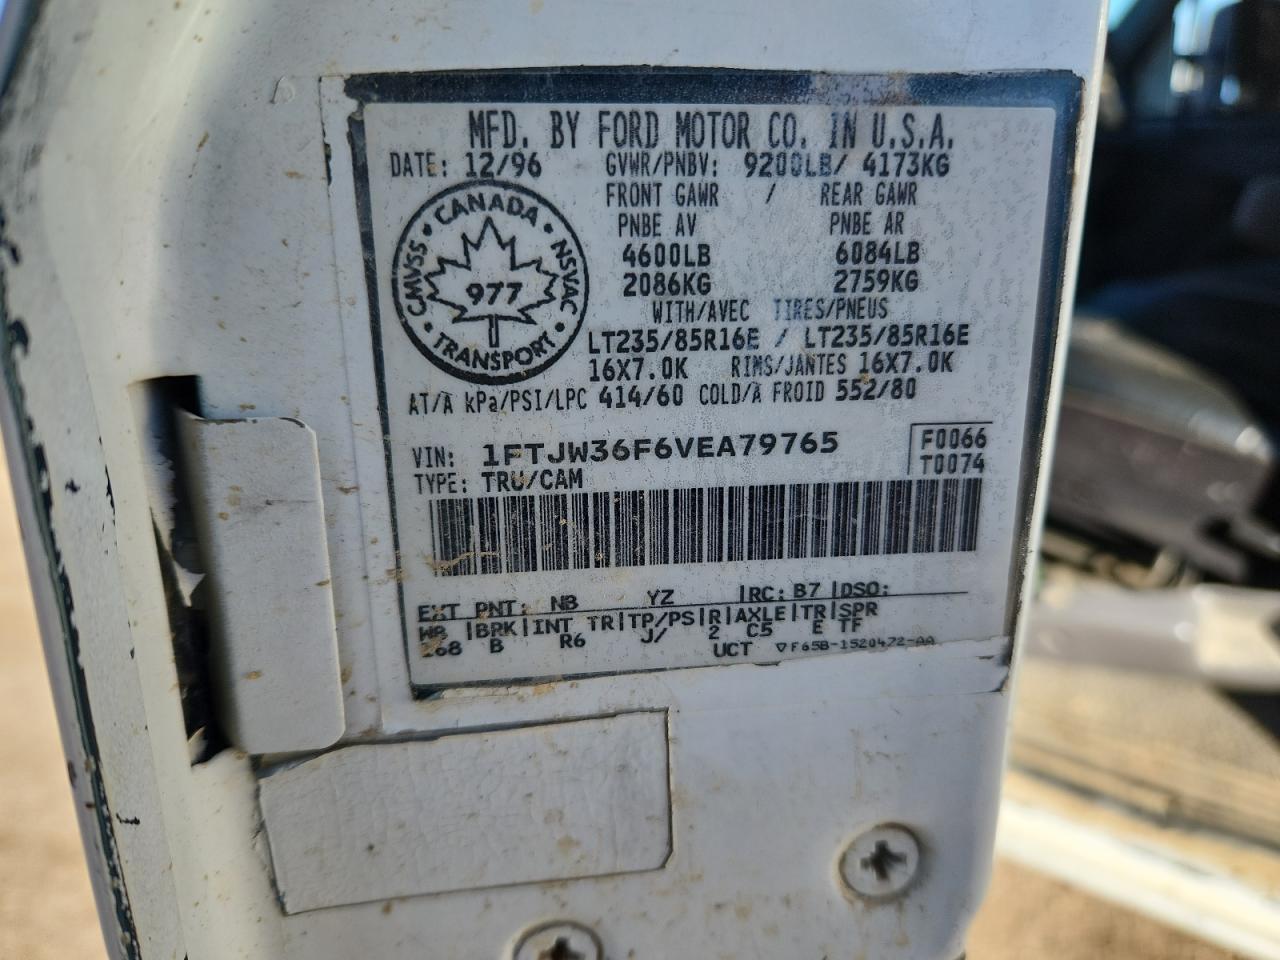 MFD. BY FORD MOTOR CO. IN U.S.A.
DATE: 12/96 GVWR/PNBV: 9200LB/ 4173KG
FRONT GAWR / REAR GAWR
PNBE AV PNBE AR
4600LB 6084LB
2086KG 2759KG
WITH/AVEC TIRES/PNEUS
LT235/85R16E / LT235/85R16E
16X7.0K RIMS/JANTES 16X7.0K
AT/A kPa/PSI/LPC 414/60 COLD/A FROID 552/80
CANADA • NSVAC • TRANSPORT • CMVSS •
977
VIN: 1FTJW36F6VEA79765
F0066
T0074
TYPE: TRU/CAM
EXT PNT: NB YZ |RC: B7 |DSO:
WB |BRK|INT TR|TP/PS|R|AXLE|TR|SPR
168 B R6 J/ 2 C5 E TF
UCT ▽F65B-1520472-AA